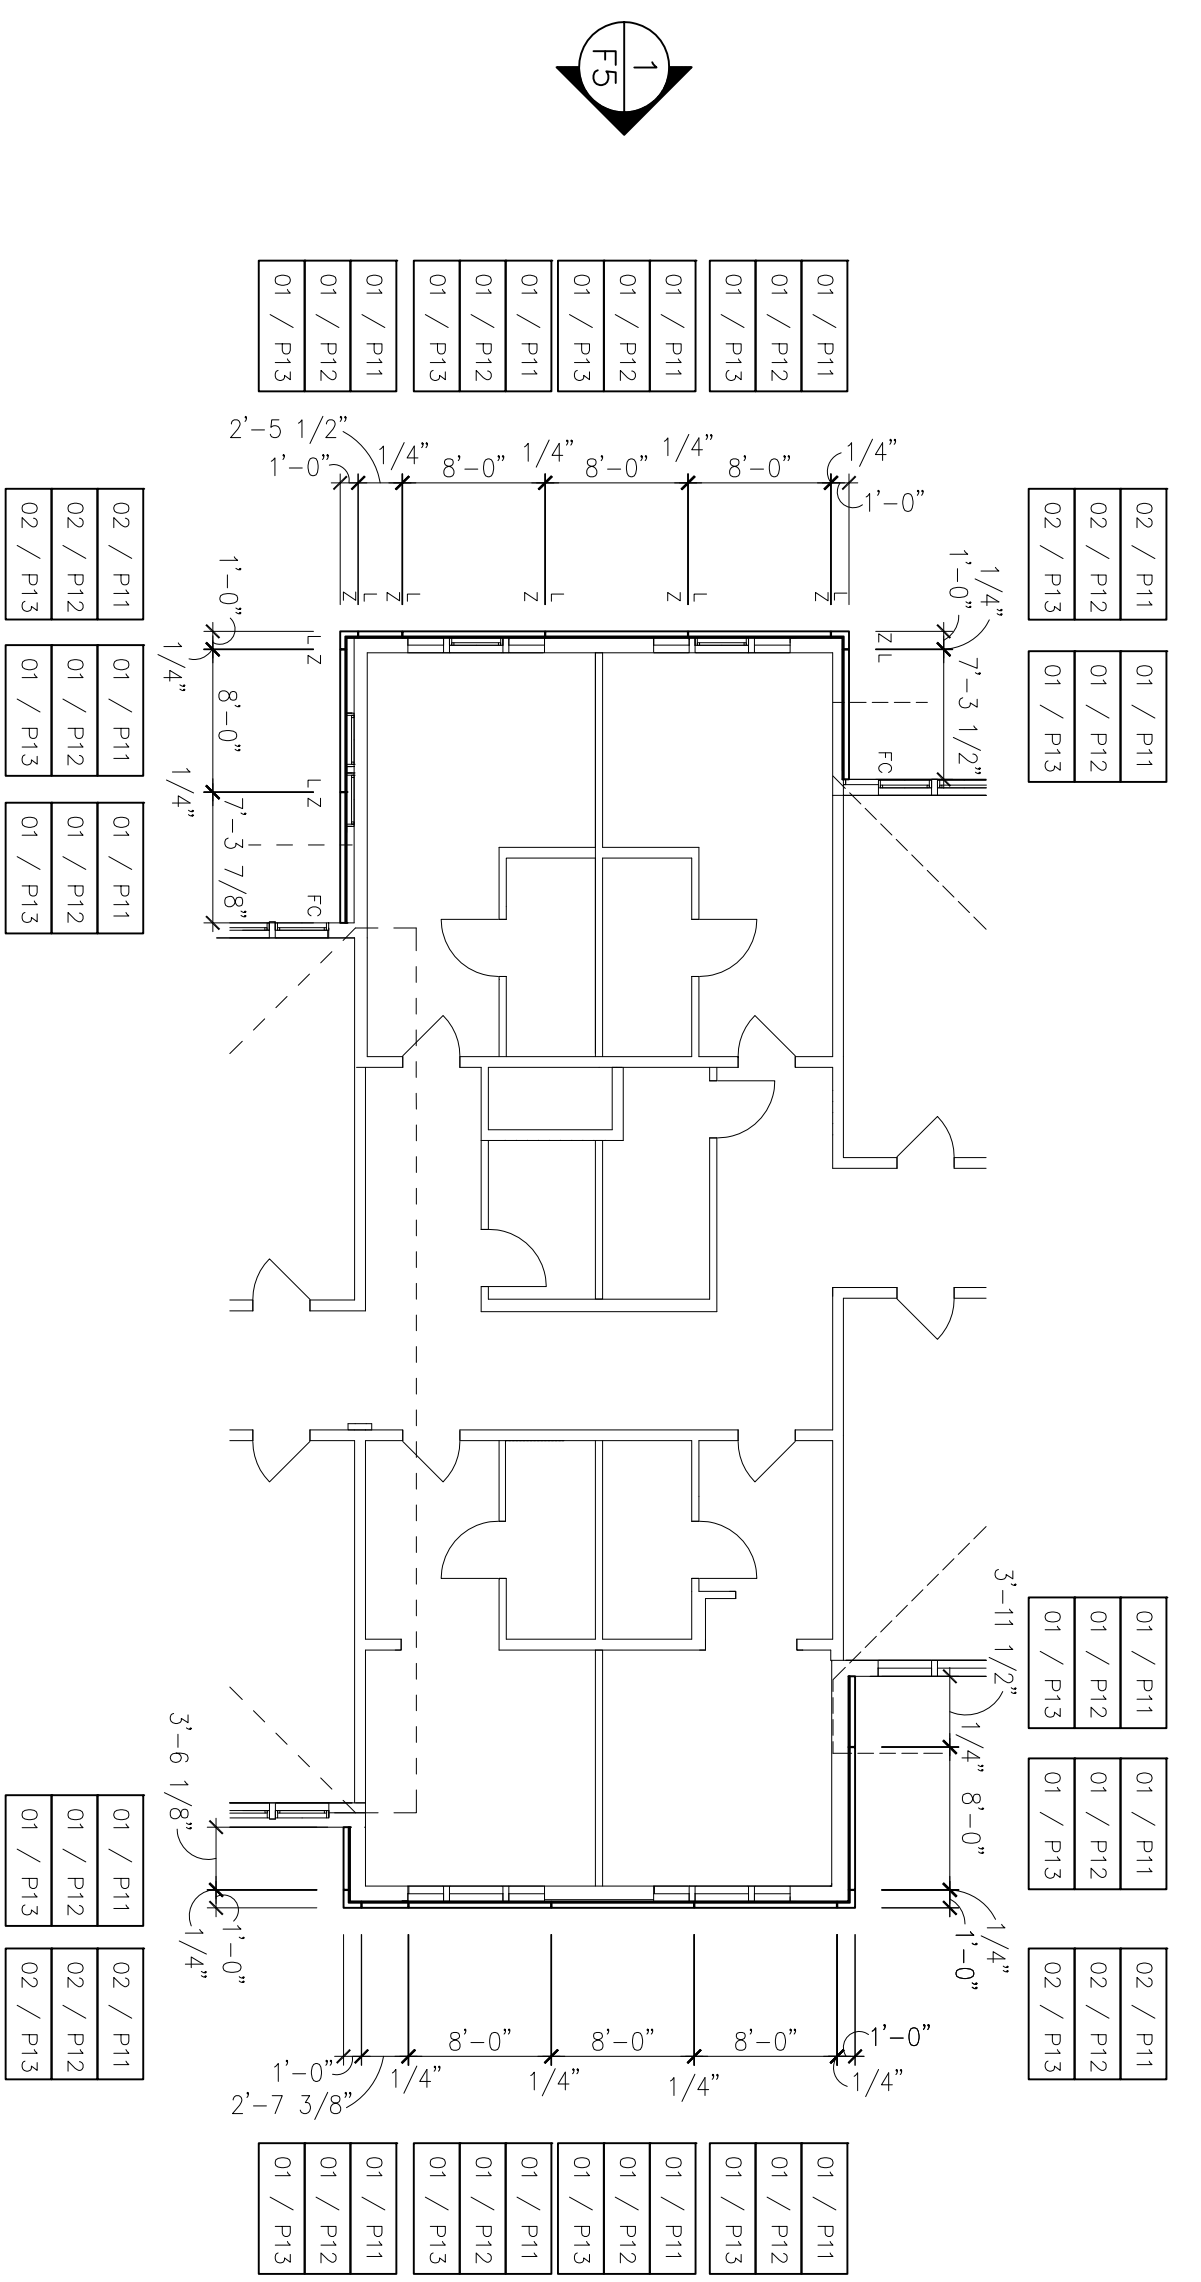 1
F5
01 / P11
01 / P12
01 / P13
01 / P11
01 / P12
01 / P13
01 / P11
01 / P12
01 / P13
01 / P11
01 / P12
01 / P13
2'-5 1/2"
1'-0"
1/4"
8'-0"
1/4"
8'-0"
1/4"
8'-0"
1/4"
1'-0"
Z
L
Z
L
Z
L
Z
L
Z
L
02 / P11
02 / P12
02 / P13
01 / P11
01 / P12
01 / P13
01 / P11
01 / P12
01 / P13
1'-0"
1/4"
8'-0"
1/4"
7'-3 7/8"
L
Z
L
Z
FC
02 / P11
02 / P12
02 / P13
01 / P11
01 / P12
01 / P13
1/4"
1'-0"
7'-3 1/2"
Z
L
FC
01 / P11
01 / P12
01 / P13
01 / P11
01 / P12
01 / P13
02 / P11
02 / P12
02 / P13
3'-11 1/2"
1/4"
8'-0"
1/4"
1'-0"
01 / P11
01 / P12
01 / P13
02 / P11
02 / P12
02 / P13
3'-6 1/8"
1'-0"
1/4"
1'-0"
2'-7 3/8"
1/4"
8'-0"
1/4"
8'-0"
1/4"
8'-0"
1'-0"
1/4"
01 / P11
01 / P12
01 / P13
01 / P11
01 / P12
01 / P13
01 / P11
01 / P12
01 / P13
01 / P11
01 / P12
01 / P13